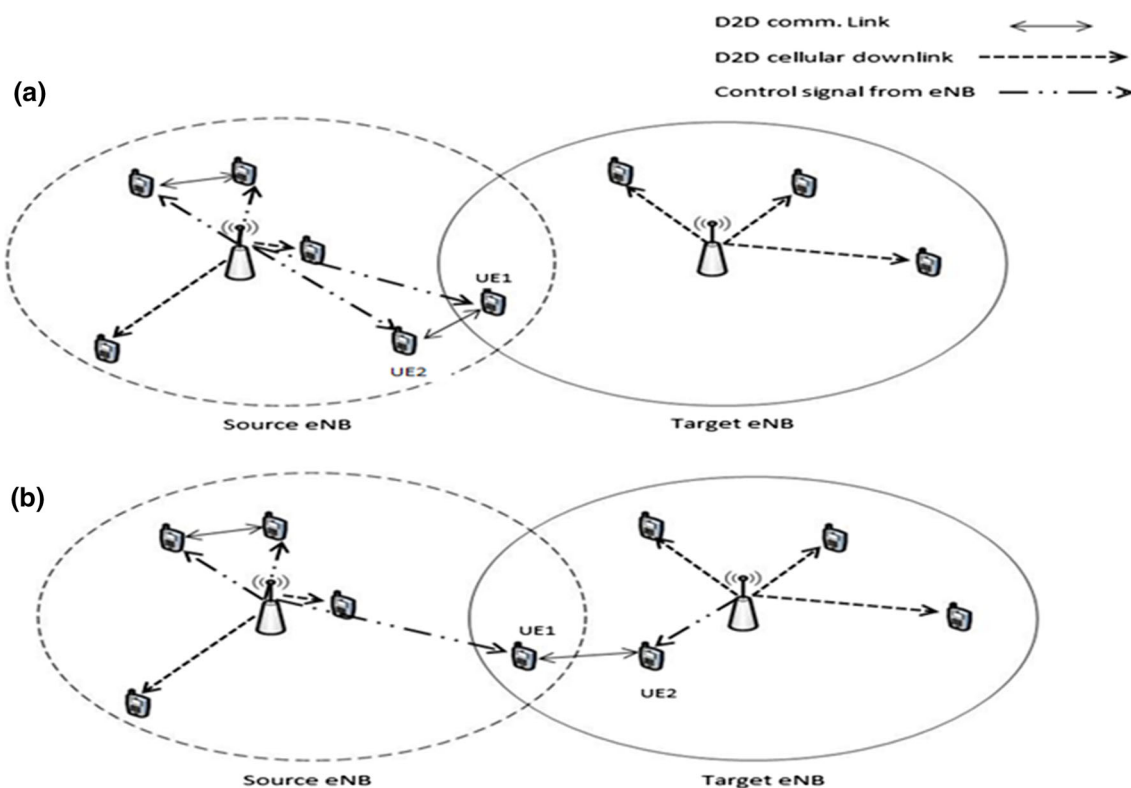 D2D comm. Link
D2D cellular downlink
Control signal from eNB
(a)
UE1
UE2
Source eNB
Target eNB
(b)
UE1
UE2
Source eNB
Target eNB